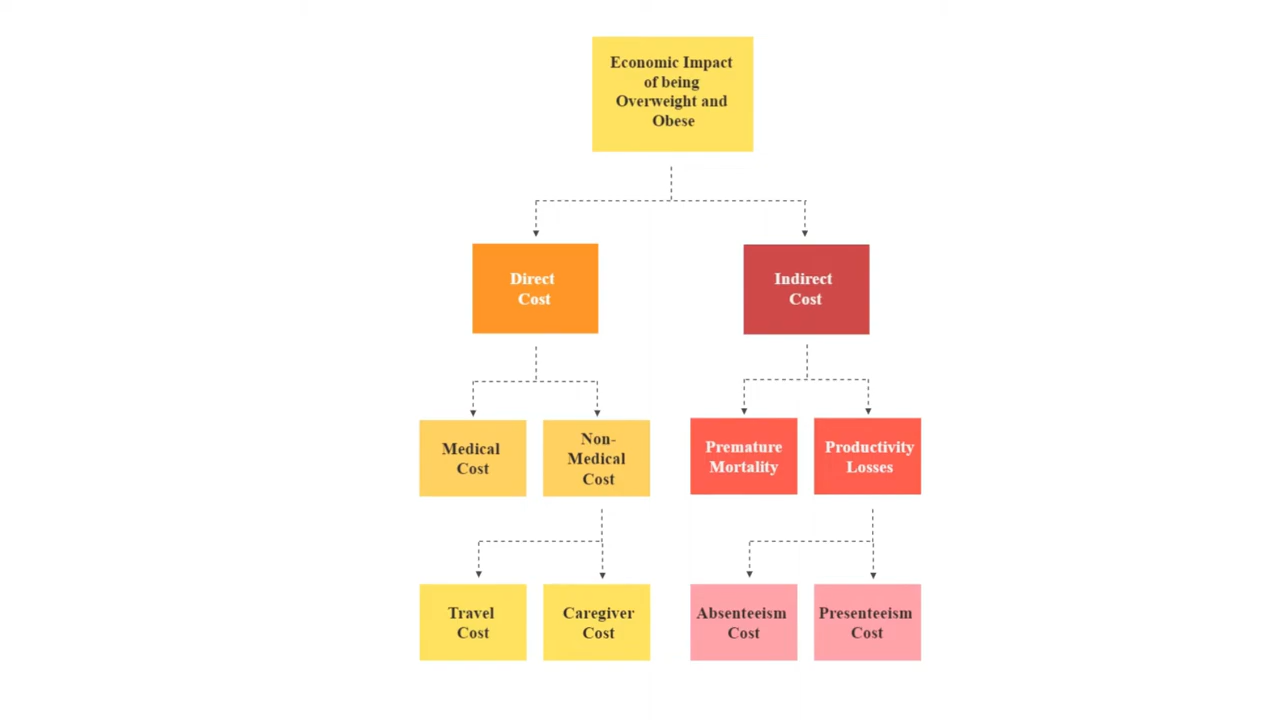 Economic Impact
of being
Overweight and
Obese
Direct
Cost
Indirect
Cost
Medical
Cost
Non-
Medical
Cost
Premature
Mortality
Productivity
Losses
Travel
Cost
Caregiver
Cost
Absenteeism
Cost
Presenteeism
Cost